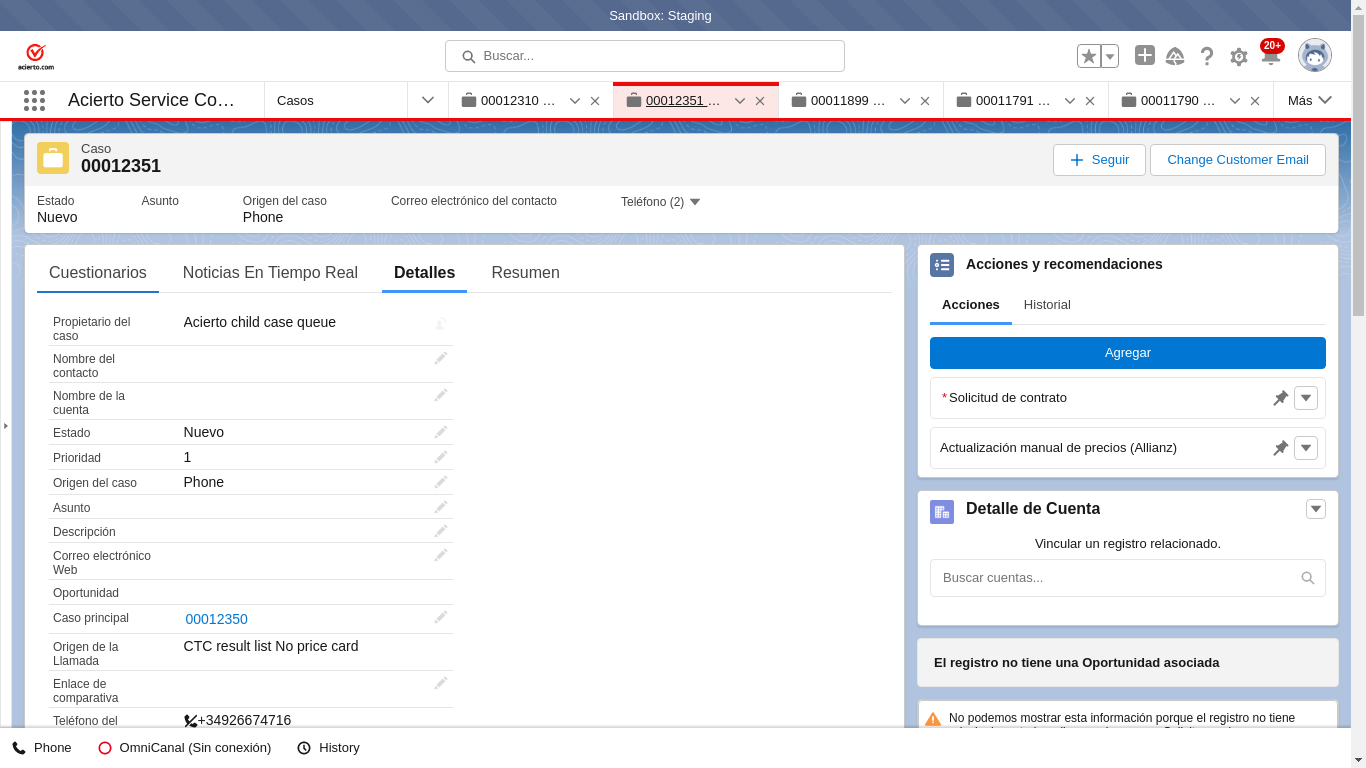 Sandbox: Staging
acierto.com
Buscar...
20+
Acierto Service Co…
Casos
00012310 …
00012351 …
00011899 …
00011791 …
00011790 …
Más
Caso
00012351
Seguir
Change Customer Email
Estado
Nuevo
Asunto
Origen del caso
Phone
Correo electrónico del contacto
Teléfono (2)
Cuestionarios
Noticias En Tiempo Real
Detalles
Resumen
Propietario del
caso
Acierto child case queue
Nombre del
contacto
Nombre de la
cuenta
Estado
Nuevo
Prioridad
1
Origen del caso
Phone
Asunto
Descripción
Correo electrónico
Web
Oportunidad
Caso principal
00012350
Origen de la
Llamada
CTC result list No price card
Enlace de
comparativa
Teléfono del
+34926674716
Acciones y recomendaciones
Acciones
Historial
Agregar
*Solicitud de contrato
Actualización manual de precios (Allianz)
Detalle de Cuenta
Vincular un registro relacionado.
Buscar cuentas...
El registro no tiene una Oportunidad asociada
No podemos mostrar esta información porque el registro no tiene
Phone
OmniCanal (Sin conexión)
History